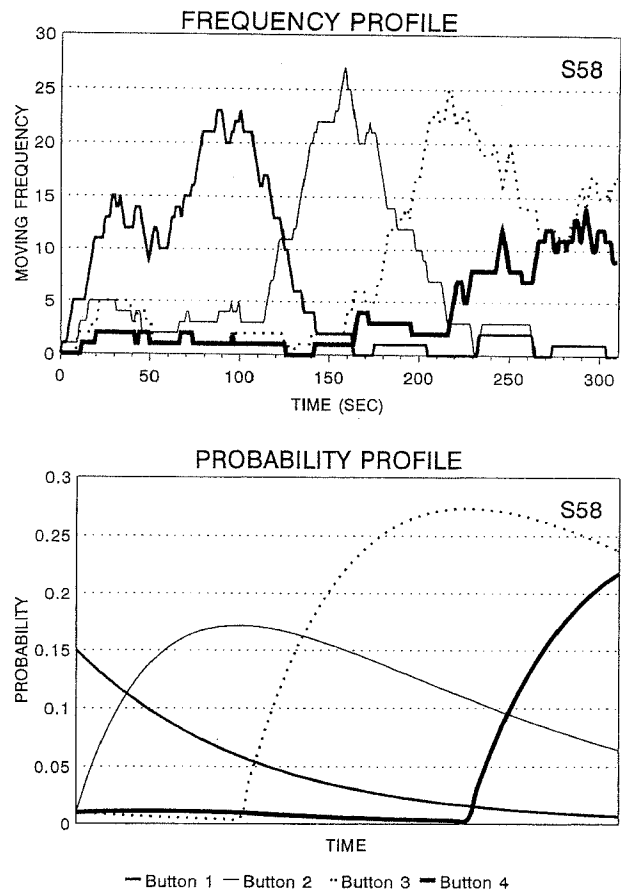 FREQUENCY PROFILE
30
25
20
15
10
5
0
MOVING FREQUENCY
S58
0 50 100 150 200 250 300
TIME (SEC)
PROBABILITY PROFILE
0.3
0.25
0.2
0.15
0.1
0.05
0
PROBABILITY
S58
TIME
Button 1 Button 2 Button 3 Button 4